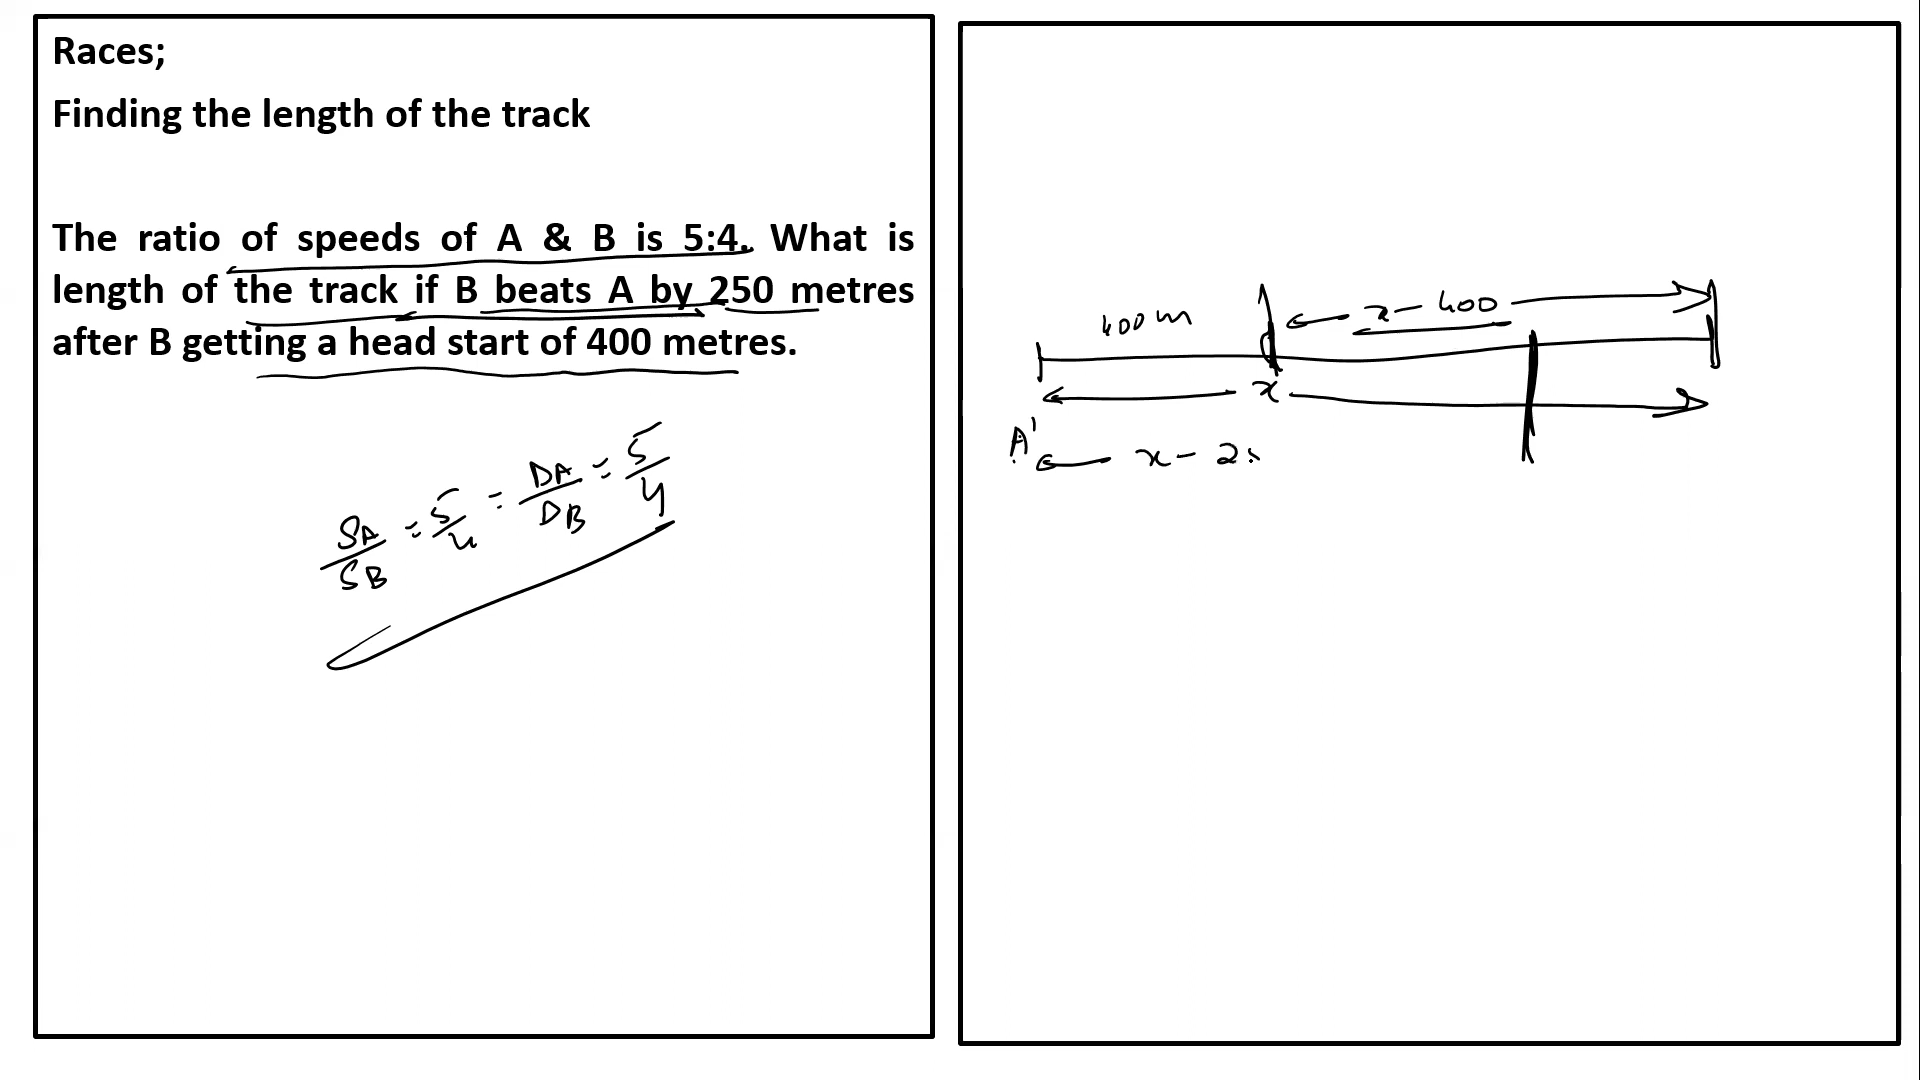 Races;
Finding the length of the track
The ratio of speeds of A & B is 5:4. What is
length of the track if B beats A by 250 metres
after B getting a head start of 400 metres.
SA/SB = 5/4 = DA/DB = 5/4
400m
x - 400
x
A'
x - 2